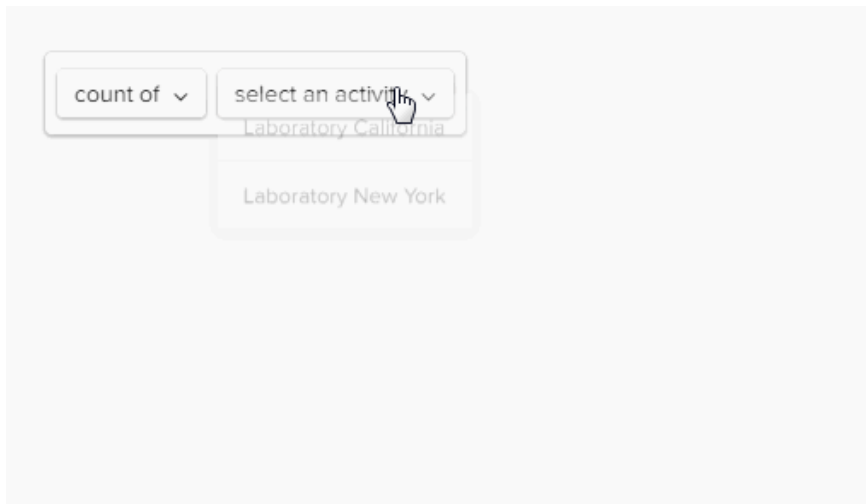 count of
select an activity
Laboratory California
Laboratory New York